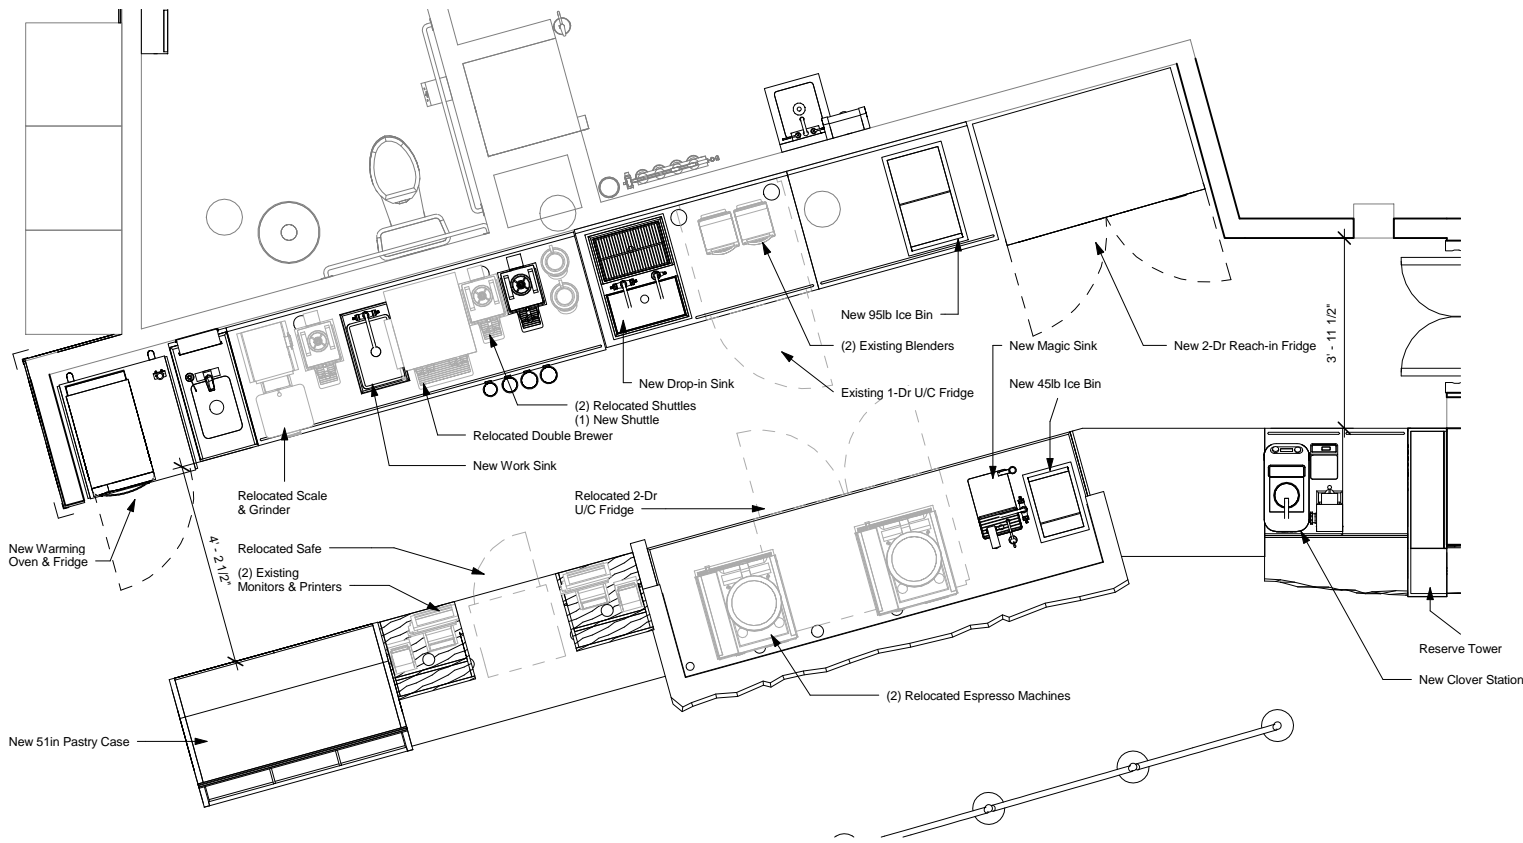 New 95lb Ice Bin
(2) Existing Blenders
New Magic Sink
New 2-Dr Reach-in Fridge
3' - 11 1/2"
New Drop-in Sink
Existing 1-Dr U/C Fridge
New 45lb Ice Bin
(2) Relocated Shuttles
(1) New Shuttle
Relocated Double Brewer
New Work Sink
Relocated Scale
& Grinder
Relocated 2-Dr
U/C Fridge
New Warming
Oven & Fridge
4' - 2 1/2"
Relocated Safe
(2) Existing
Monitors & Printers
Reserve Tower
New Clover Station
(2) Relocated Espresso Machines
New 51in Pastry Case